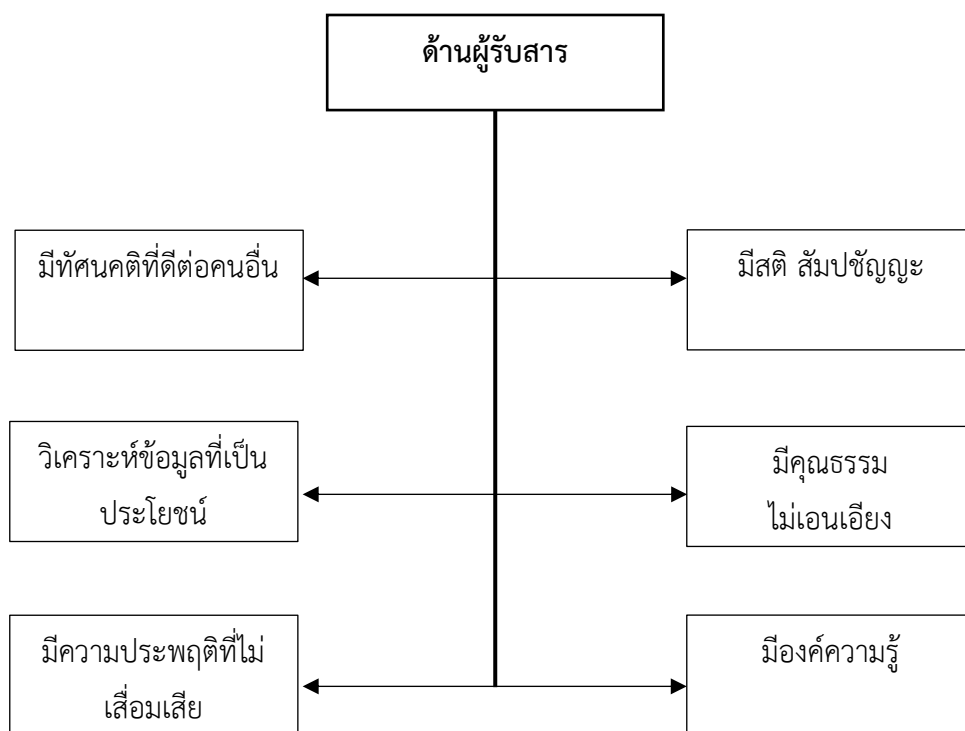 ด้านผู้รับสาร
มีทัศนคติที่ดีต่อคนอื่น
มีสติ สัมปชัญญะ
วิเคราะห์ข้อมูลที่เป็น
ประโยชน์
มีคุณธรรม
ไม่เอนเอียง
มีความประพฤติที่ไม่
เสื่อมเสีย
มีองค์ความรู้